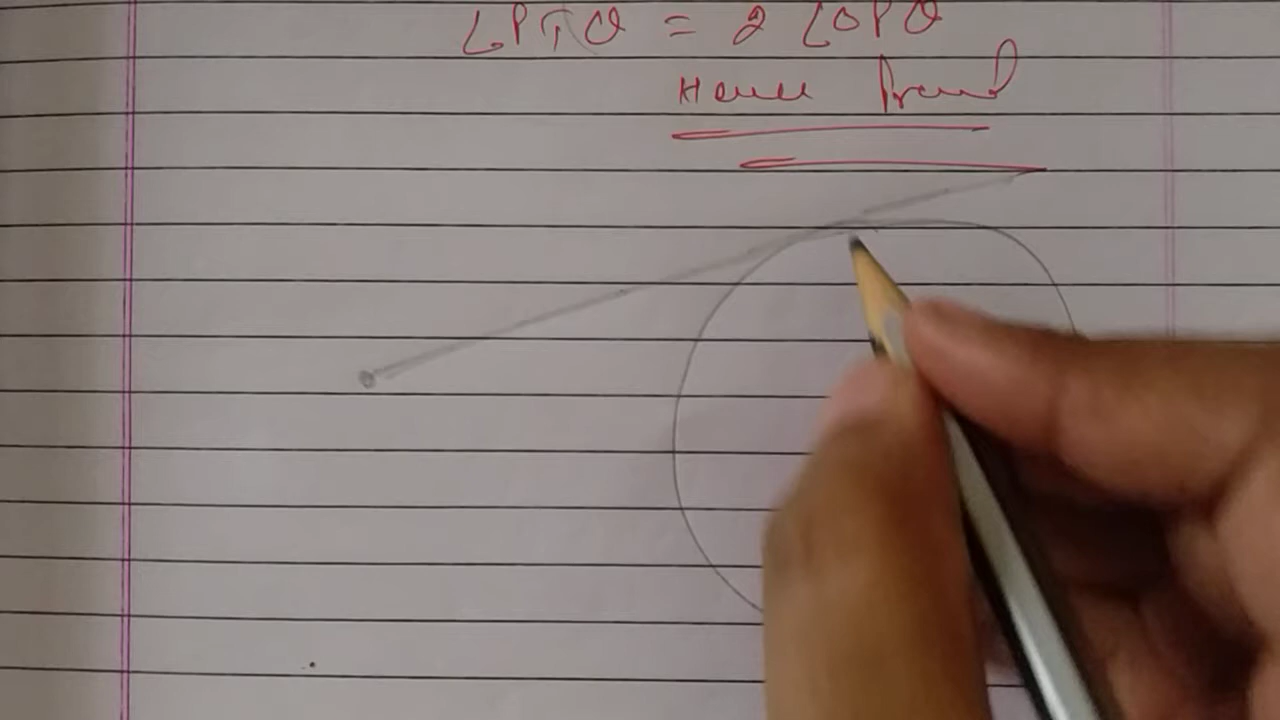 ∠PTQ = 2 ∠OPQ
Hence Proved